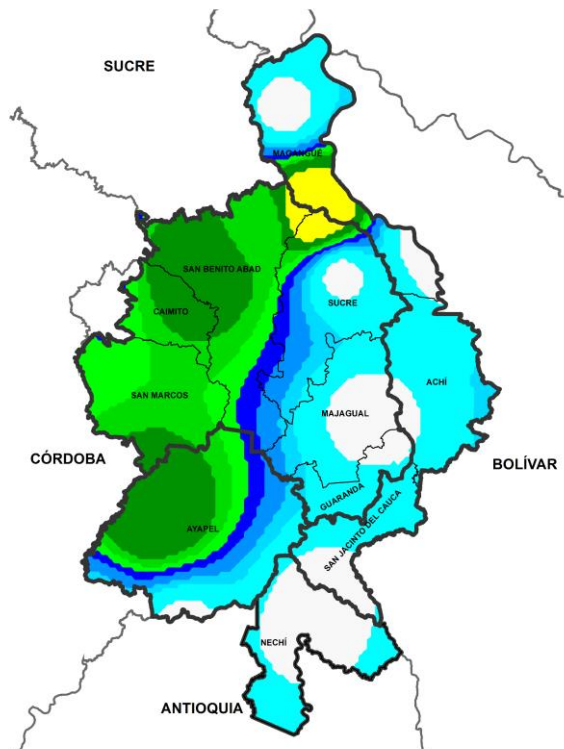 SUCRE
MAGANGUÉ
SAN BENITO ABAD
CAIMITO
SUCRE
ACHÍ
SAN MARCOS
MAJAGUAL
CÓRDOBA
BOLÍVAR
GUARANDA
AYAPEL
SAN JACINTO DEL CAUCA
NECHÍ
ANTIOQUIA